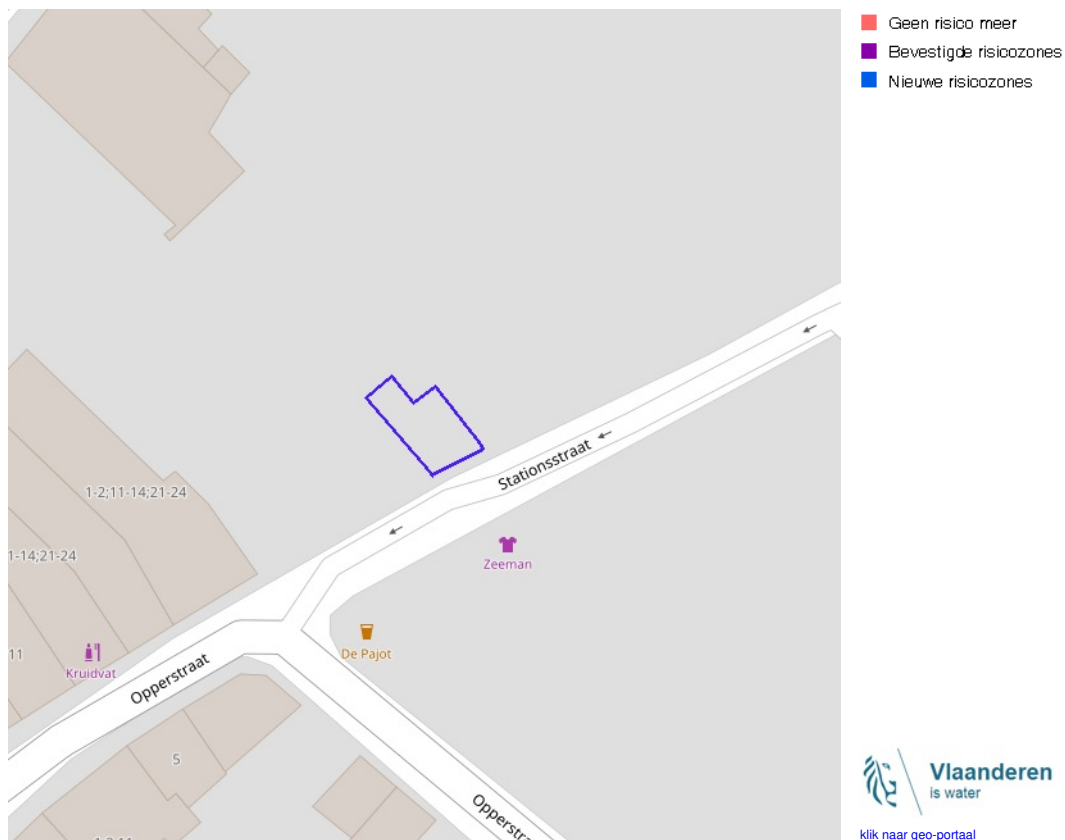 Geen risico meer
Bevestigde risicozones
Nieuwe risicozones
Stationsstraat
1-2;11-14;21-24
1-14;21-24
Zeeman
De Pajot
11
Kruidvat
Opperstraat
5
Opperstra
Vlaanderen
is water
klik naar geo-portaal